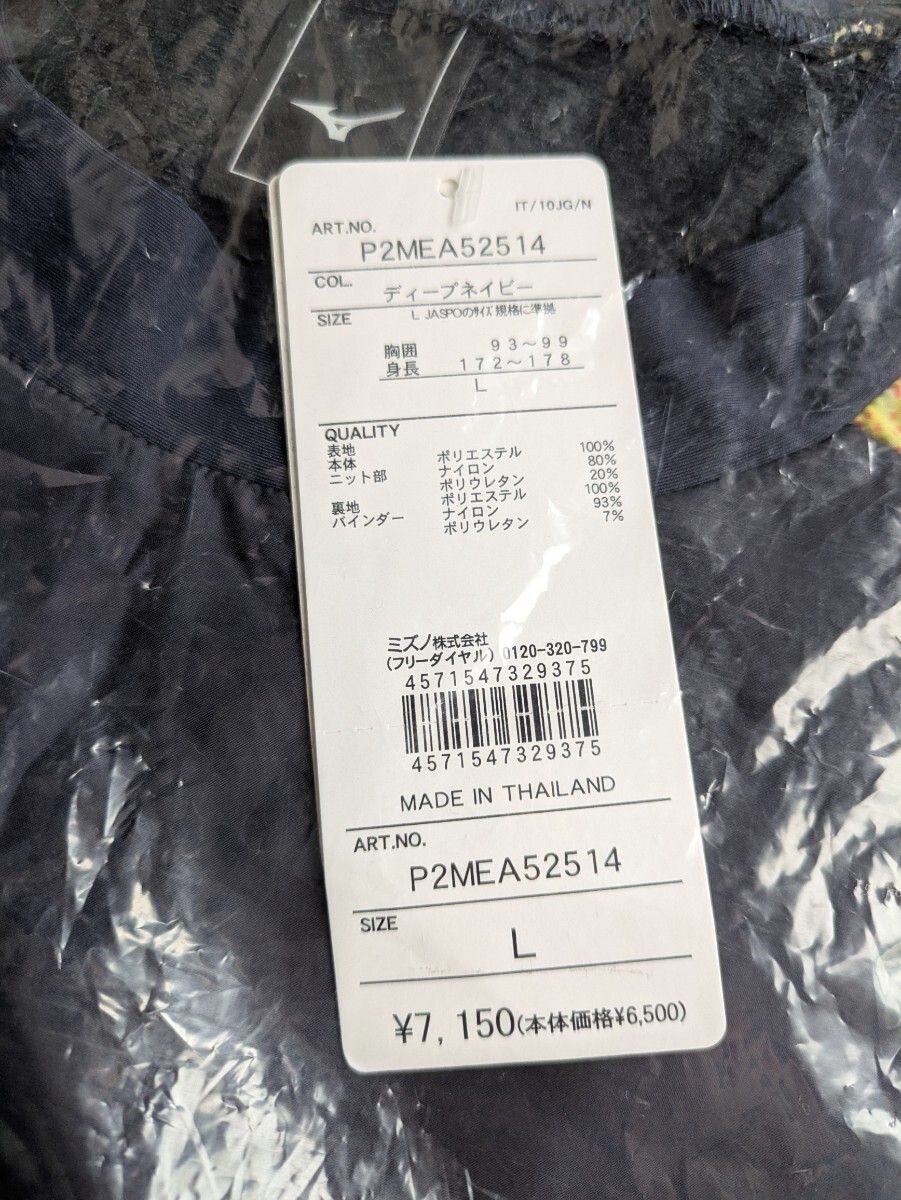 IT/10JG/N
ART.NO.
P2MEA52514
COL.
ディープネイビー
SIZE
L JASPOのｻｲｽﾞ規格に準拠
胸囲 93～99
身長 172～178
L
QUALITY
表地 ポリエステル 100%
本体 ナイロン 80%
ニット部 ポリウレタン 20%
ポリエステル 100%
裏地 ナイロン 93%
バインダー ポリウレタン 7%
ミズノ株式会社
(フリーダイヤル) 0120-320-799
4571547329375
4571547329375
MADE IN THAILAND
ART.NO.
P2MEA52514
SIZE
L
¥7,150(本体価格¥6,500)